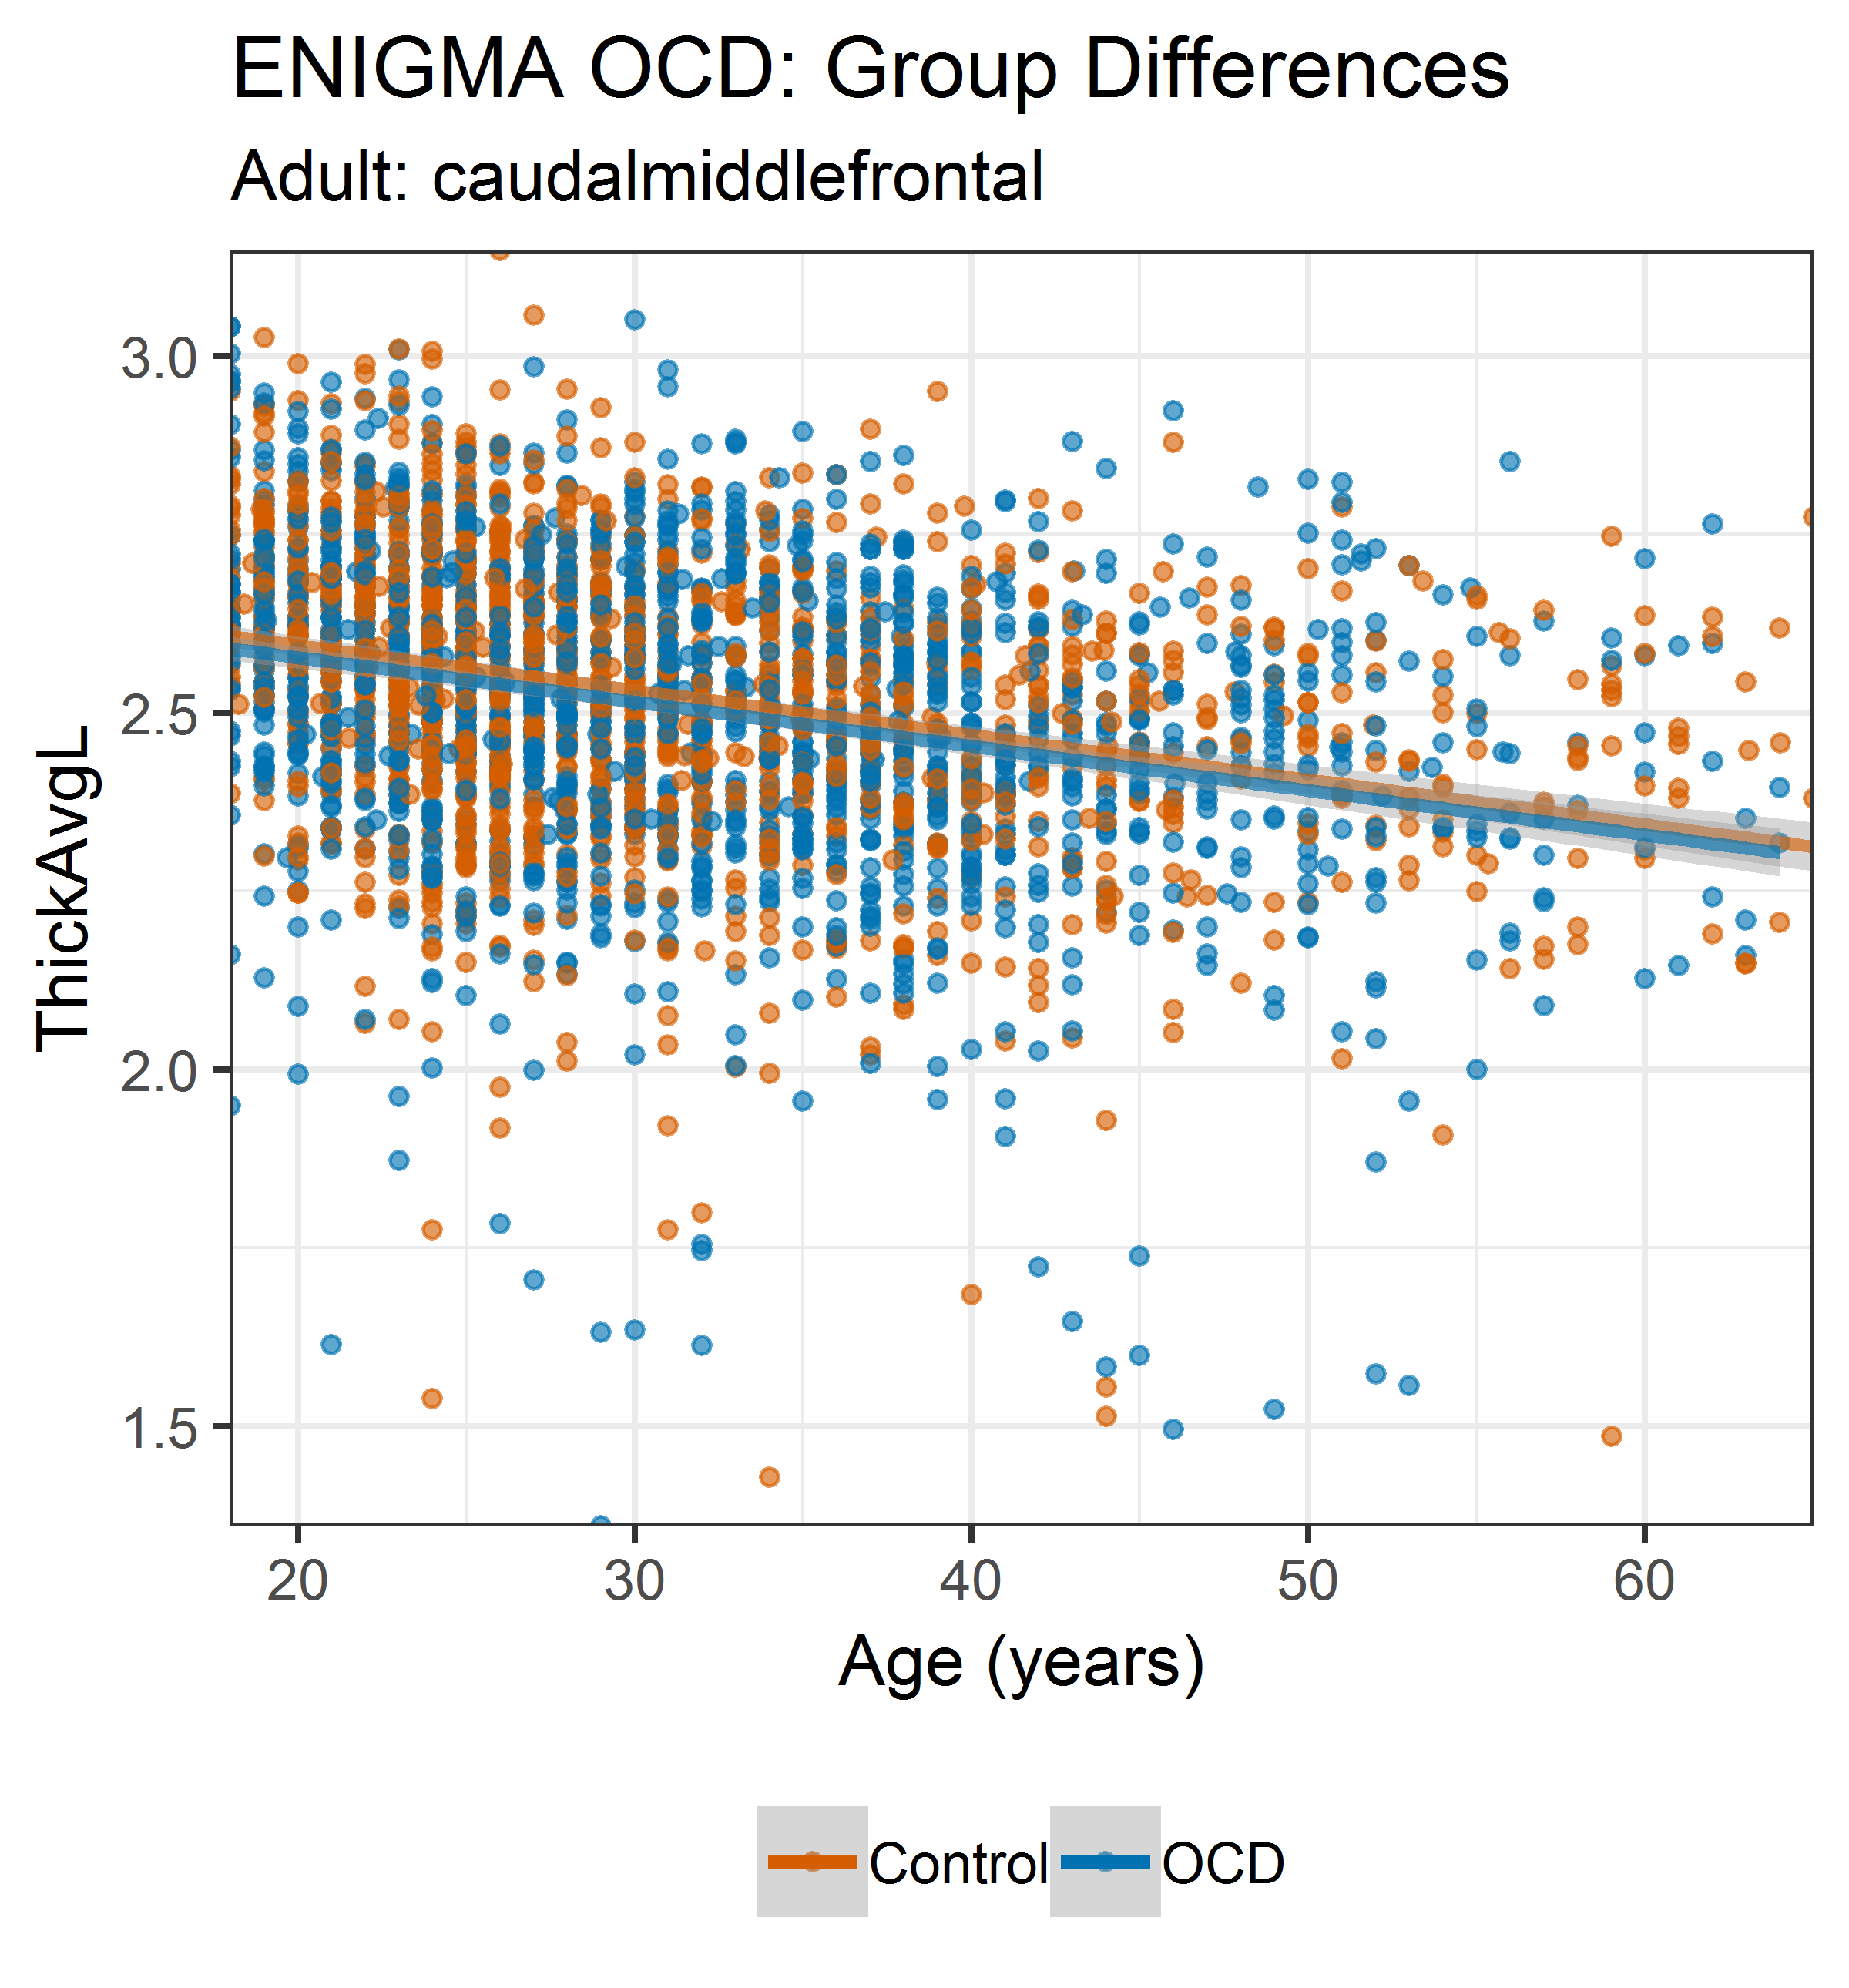 ENIGMA OCD: Group Differences
Adult: caudalmiddlefrontal
ThickAvgL
3.0
2.5
2.0
1.5
20 30 40 50 60
Age (years)
Control OCD